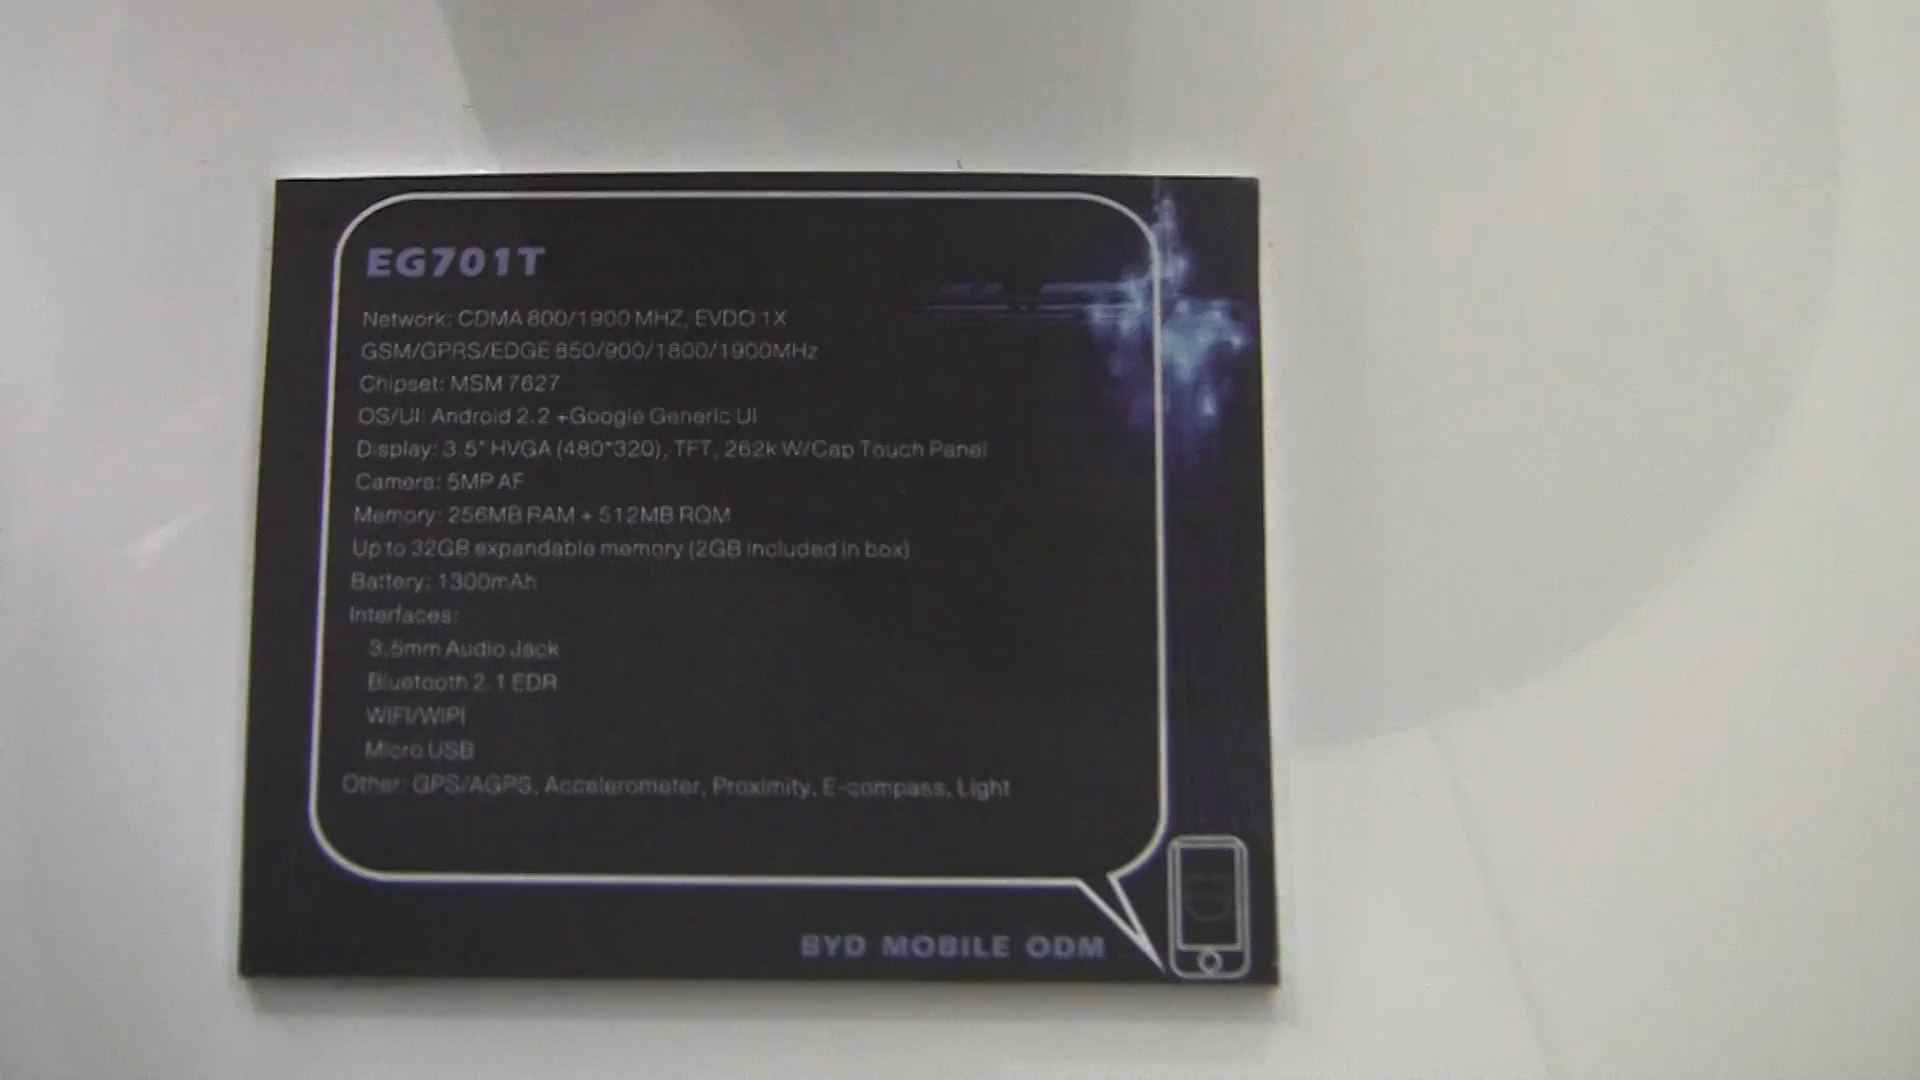 EG701T
Network: CDMA 800/1900 MHZ, EVDO 1X
GSM/GPRS/EDGE 850/900/1800/1900MHz
Chipset: MSM 7627
OS/UI: Android 2.2 +Google Generic UI
Display: 3.5" HVGA (480*320), TFT, 262k W/Cap Touch Panel
Camera: 5MP AF
Memory: 256MB RAM + 512MB ROM
Up to 32GB expandable memory (2GB included in box)
Battery: 1300mAh
Interfaces:
3.5mm Audio Jack
Bluetooth 2.1 EDR
WIFI/WIPI
Micro USB
Other: GPS/AGPS, Accelerometer, Proximity, E-compass, Light
BYD MOBILE ODM